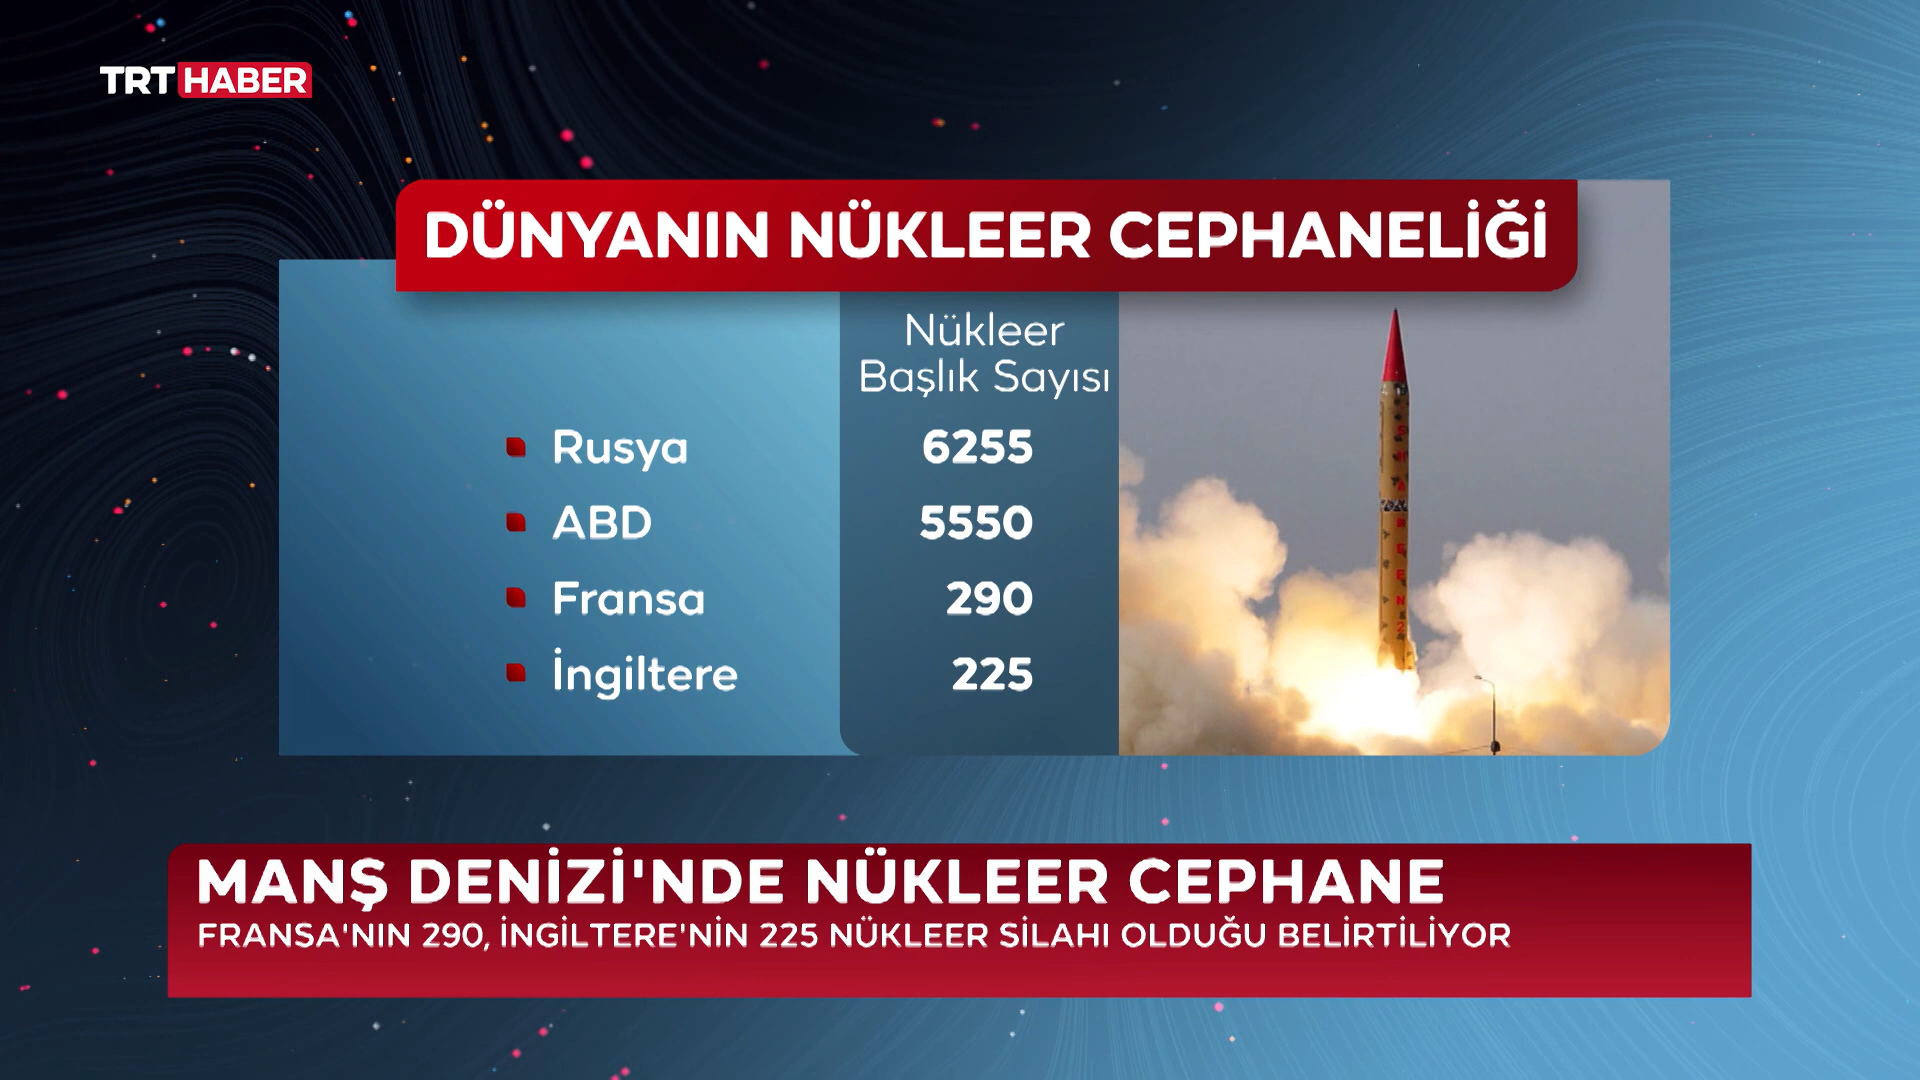 TRT HABER
DÜNYANIN NÜKLEER CEPHANELİĞİ
Nükleer
Başlık Sayısı
Rusya 6255
ABD 5550
Fransa 290
İngiltere 225
SHAHEEN 2
MANŞ DENİZİ'NDE NÜKLEER CEPHANE
FRANSA'NIN 290, İNGİLTERE'NİN 225 NÜKLEER SİLAHI OLDUĞU BELİRTİLİYOR